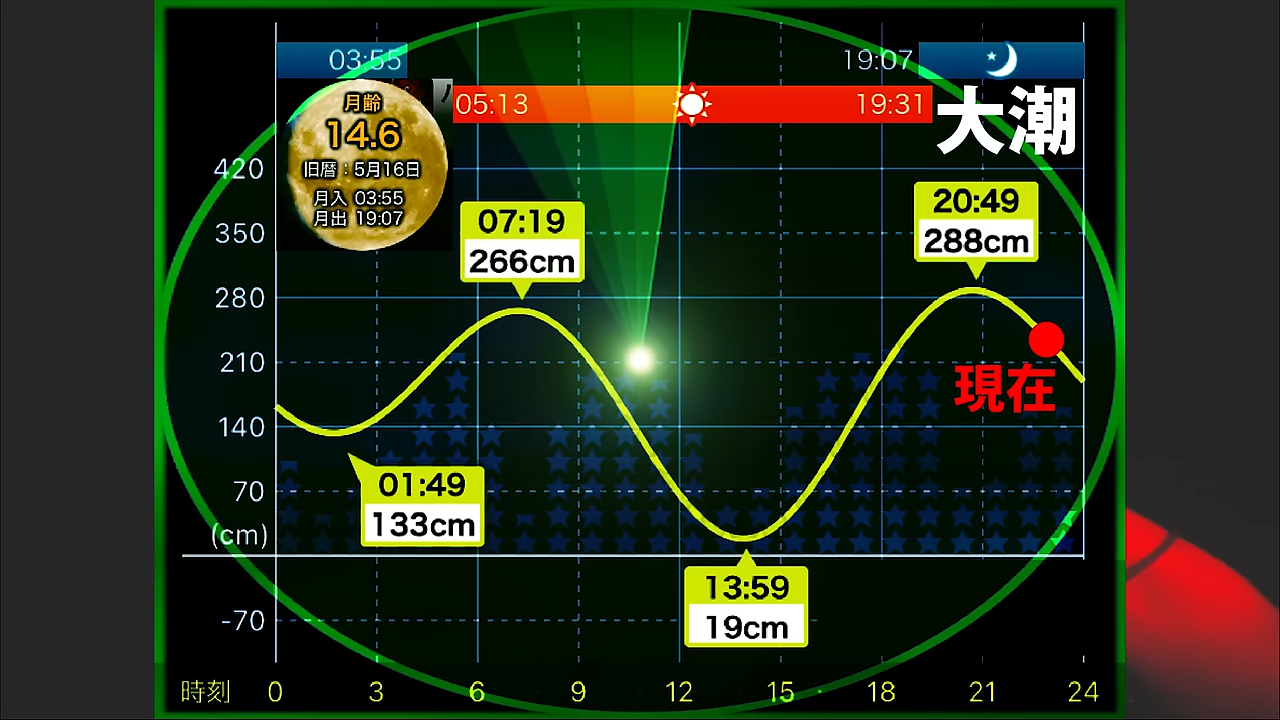 03:55
19:07
05:13
19:31
大潮
月齢
14.6
旧暦：5月16日
月入 03:55
月出 19:07
420
350
280
210
140
70
(cm)
-70
07:19
266cm
20:49
288cm
現在
01:49
133cm
13:59
19cm
時刻 0 3 6 9 12 15 18 21 24